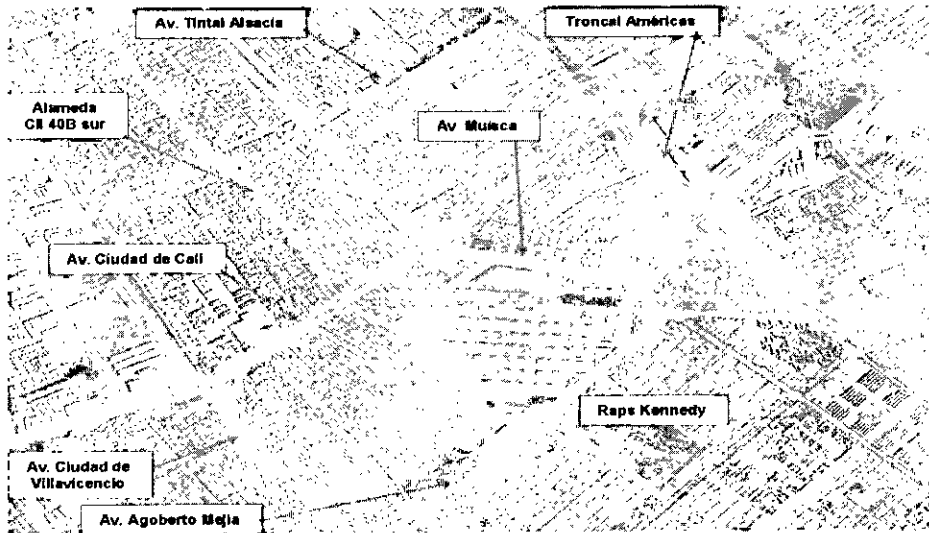 Av. Tintal Alsacia
Troncal Américas
Alameda
Cll 40B sur
Av. Muisca
Av. Ciudad de Cali
Raps Kennedy
Av. Ciudad de
Villavicencio
Av. Agoberto Mejia